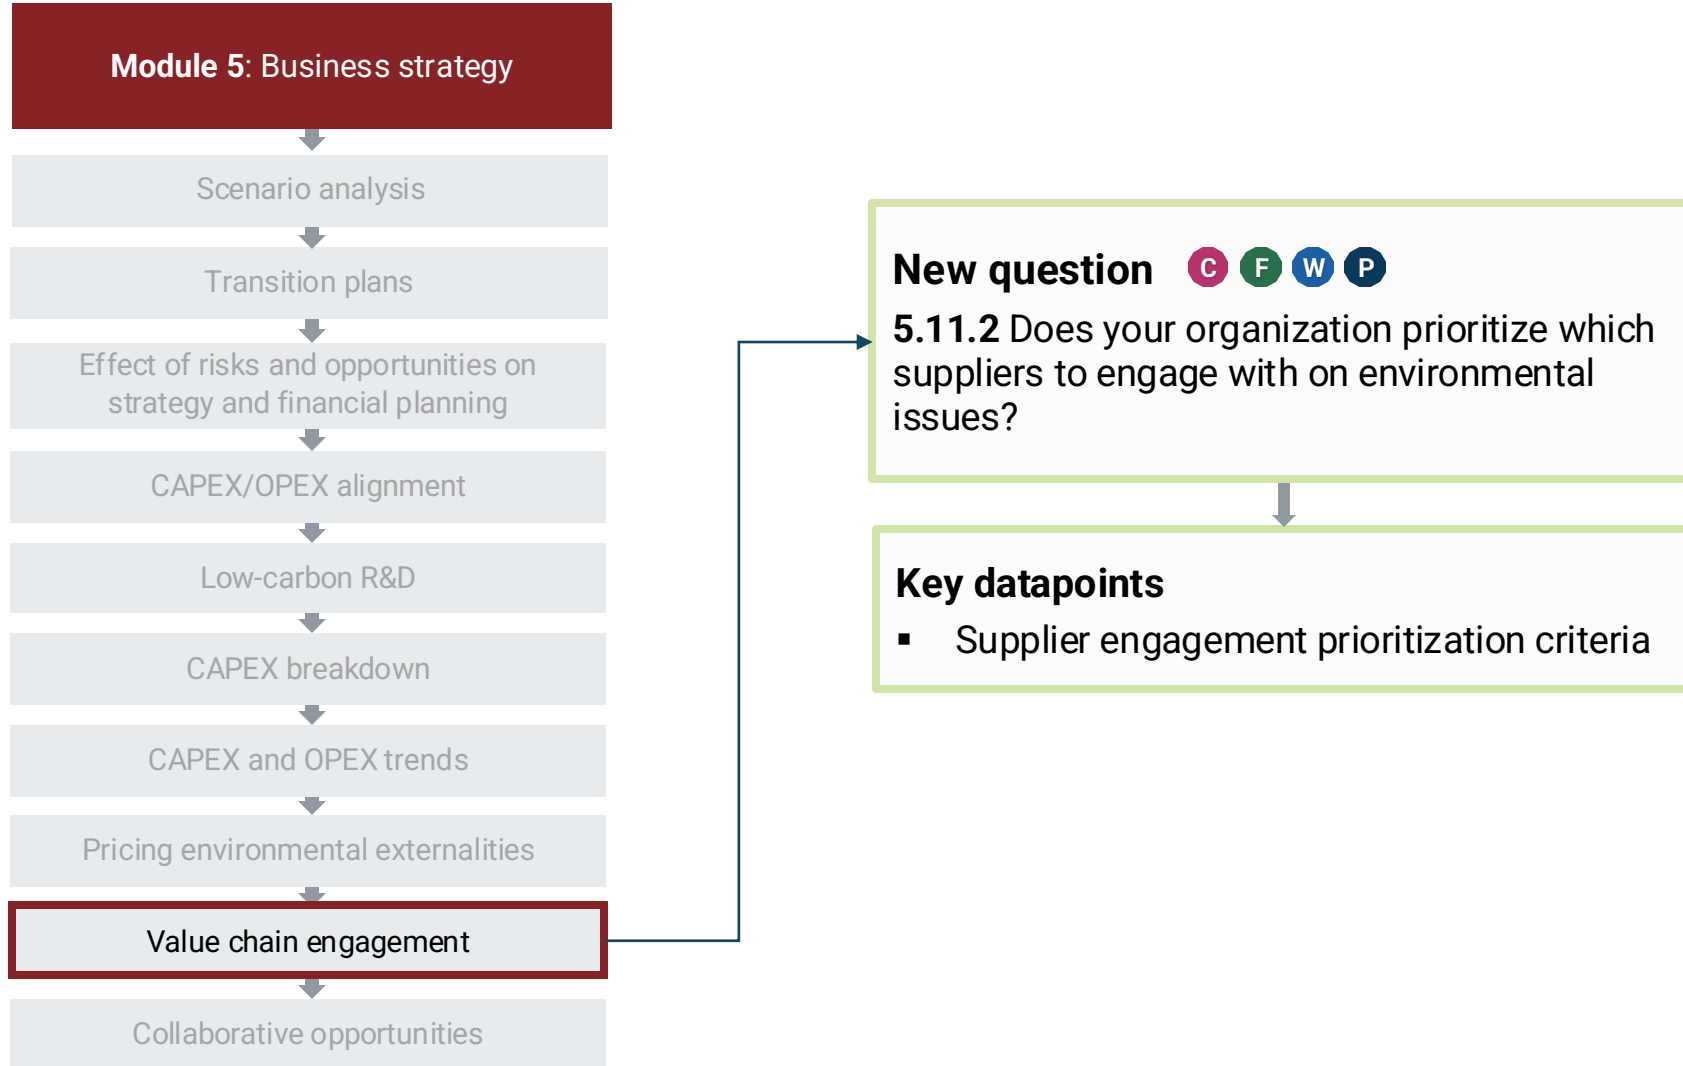 Module 5: Business strategy
Scenario analysis
Transition plans
Effect of risks and opportunities on
strategy and financial planning
CAPEX/OPEX alignment
Low-carbon R&D
CAPEX breakdown
CAPEX and OPEX trends
Pricing environmental externalities
Value chain engagement
Collaborative opportunities
New question C F W P
5.11.2 Does your organization prioritize which
suppliers to engage with on environmental
issues?
Key datapoints
▪ Supplier engagement prioritization criteria